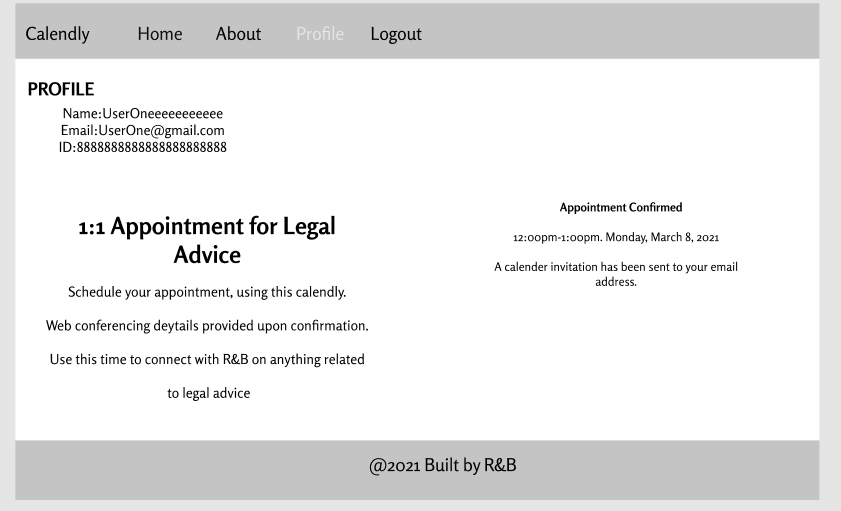 Calendly Home About Profile Logout
PROFILE
Name:UserOneeeeeeeeeee
Email:UserOne@gmail.com
ID:8888888888888888888888
1:1 Appointment for Legal
Advice
Schedule your appointment, using this calendly.
Web conferencing deytails provided upon confirmation.
Use this time to connect with R&B on anything related
to legal advice
Appointment Confirmed
12:00pm-1:00pm. Monday, March 8, 2021
A calender invitation has been sent to your email
address.
@2021 Built by R&B